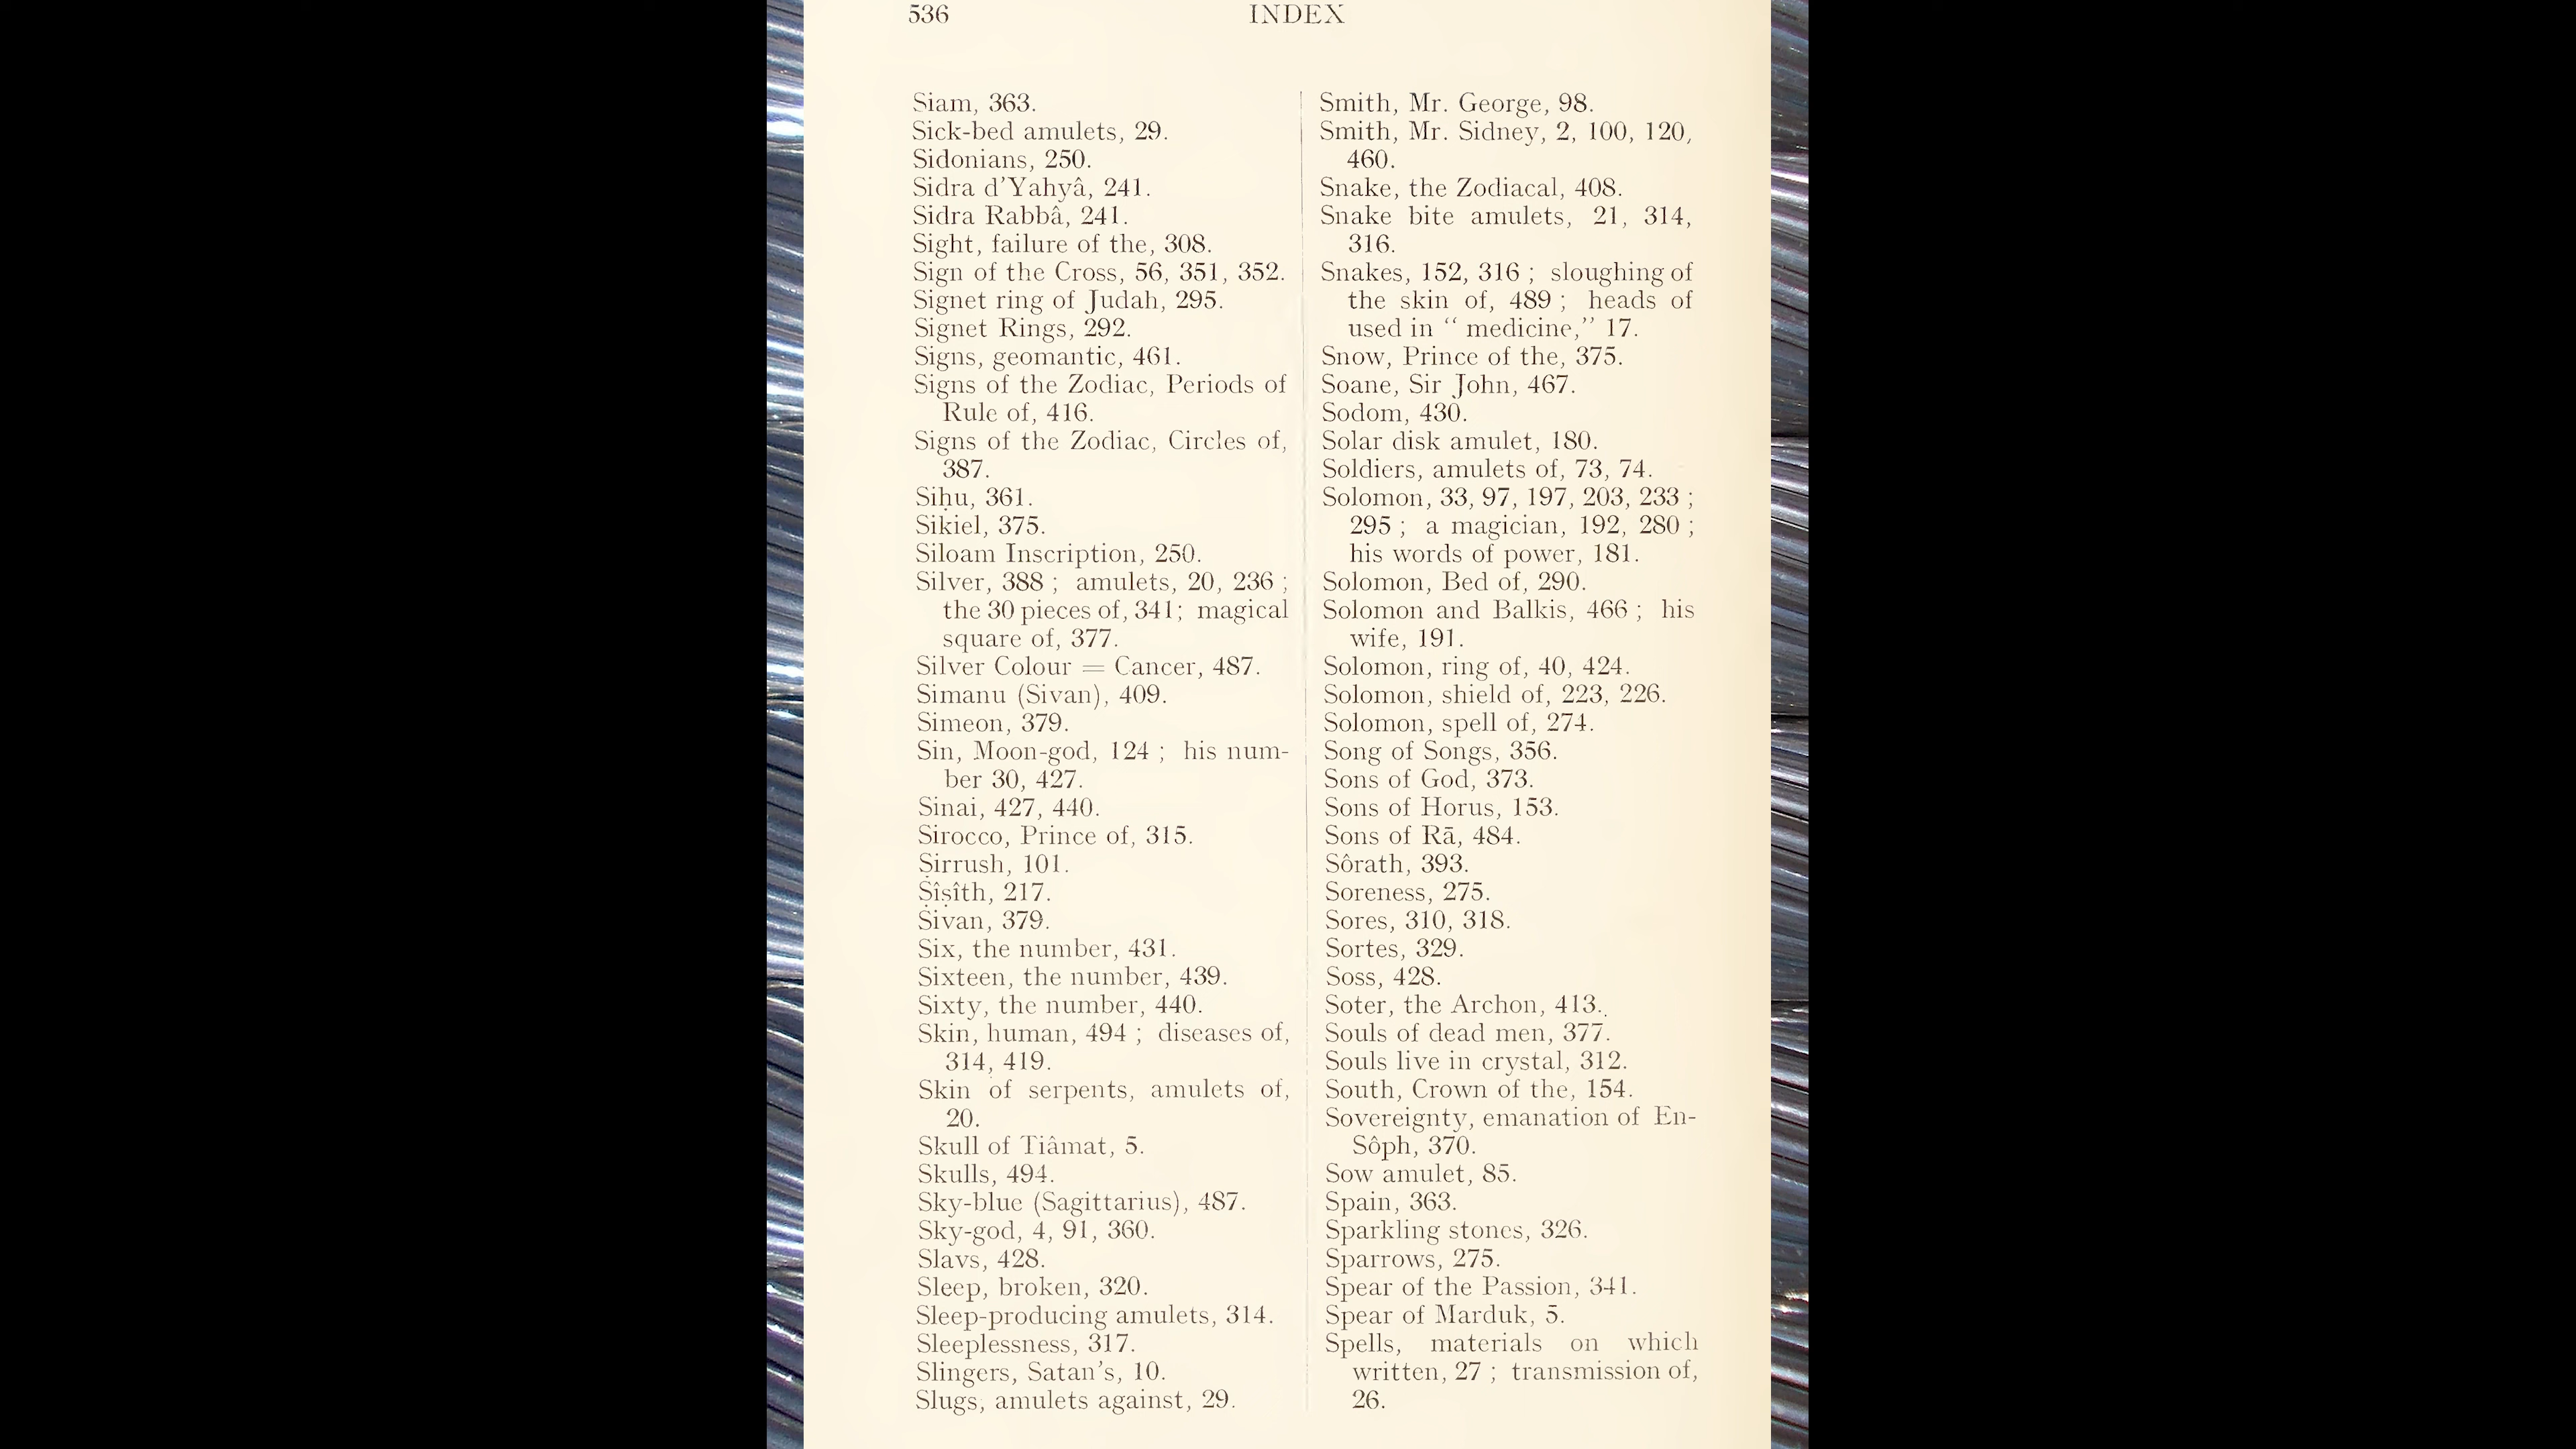 536
INDEX
Siam, 363.
Sick-bed amulets, 29.
Sidonians, 250.
Sidra d'Yahyâ, 241.
Sidra Rabbâ, 241.
Sight, failure of the, 308.
Sign of the Cross, 56, 351, 352.
Signet ring of Judah, 295.
Signet Rings, 292.
Signs, geomantic, 461.
Signs of the Zodiac, Periods of
Rule of, 416.
Signs of the Zodiac, Circles of,
387.
Siḥu, 361.
Sikiel, 375.
Siloam Inscription, 250.
Silver, 388 ; amulets, 20, 236 ;
the 30 pieces of, 341; magical
square of, 377.
Silver Colour = Cancer, 487.
Simanu (Sivan), 409.
Simeon, 379.
Sin, Moon-god, 124 ; his num-
ber 30, 427.
Sinai, 427, 440.
Sirocco, Prince of, 315.
Ṣirrush, 101.
Ṣîṣîth, 217.
Sivan, 379.
Six, the number, 431.
Sixteen, the number, 439.
Sixty, the number, 440.
Skin, human, 494 ; diseases of,
314, 419.
Skin of serpents, amulets of,
20.
Skull of Tiâmat, 5.
Skulls, 494.
Sky-blue (Sagittarius), 487.
Sky-god, 4, 91, 360.
Slavs, 428.
Sleep, broken, 320.
Sleep-producing amulets, 314.
Sleeplessness, 317.
Slingers, Satan's, 10.
Slugs, amulets against, 29.
Smith, Mr. George, 98.
Smith, Mr. Sidney, 2, 100, 120,
460.
Snake, the Zodiacal, 408.
Snake bite amulets, 21, 314,
316.
Snakes, 152, 316 ; sloughing of
the skin of, 489 ; heads of
used in " medicine," 17.
Snow, Prince of the, 375.
Soane, Sir John, 467.
Sodom, 430.
Solar disk amulet, 180.
Soldiers, amulets of, 73, 74.
Solomon, 33, 97, 197, 203, 233 ;
295 ; a magician, 192, 280 ;
his words of power, 181.
Solomon, Bed of, 290.
Solomon and Balkis, 466 ; his
wife, 191.
Solomon, ring of, 40, 424.
Solomon, shield of, 223, 226.
Solomon, spell of, 274.
Song of Songs, 356.
Sons of God, 373.
Sons of Horus, 153.
Sons of Rā, 484.
Sôrath, 393.
Soreness, 275.
Sores, 310, 318.
Sortes, 329.
Soss, 428.
Soter, the Archon, 413.
Souls of dead men, 377.
Souls live in crystal, 312.
South, Crown of the, 154.
Sovereignty, emanation of En-
Sôph, 370.
Sow amulet, 85.
Spain, 363.
Sparkling stones, 326.
Sparrows, 275.
Spear of the Passion, 341.
Spear of Marduk, 5.
Spells, materials on which
written, 27 ; transmission of,
26.